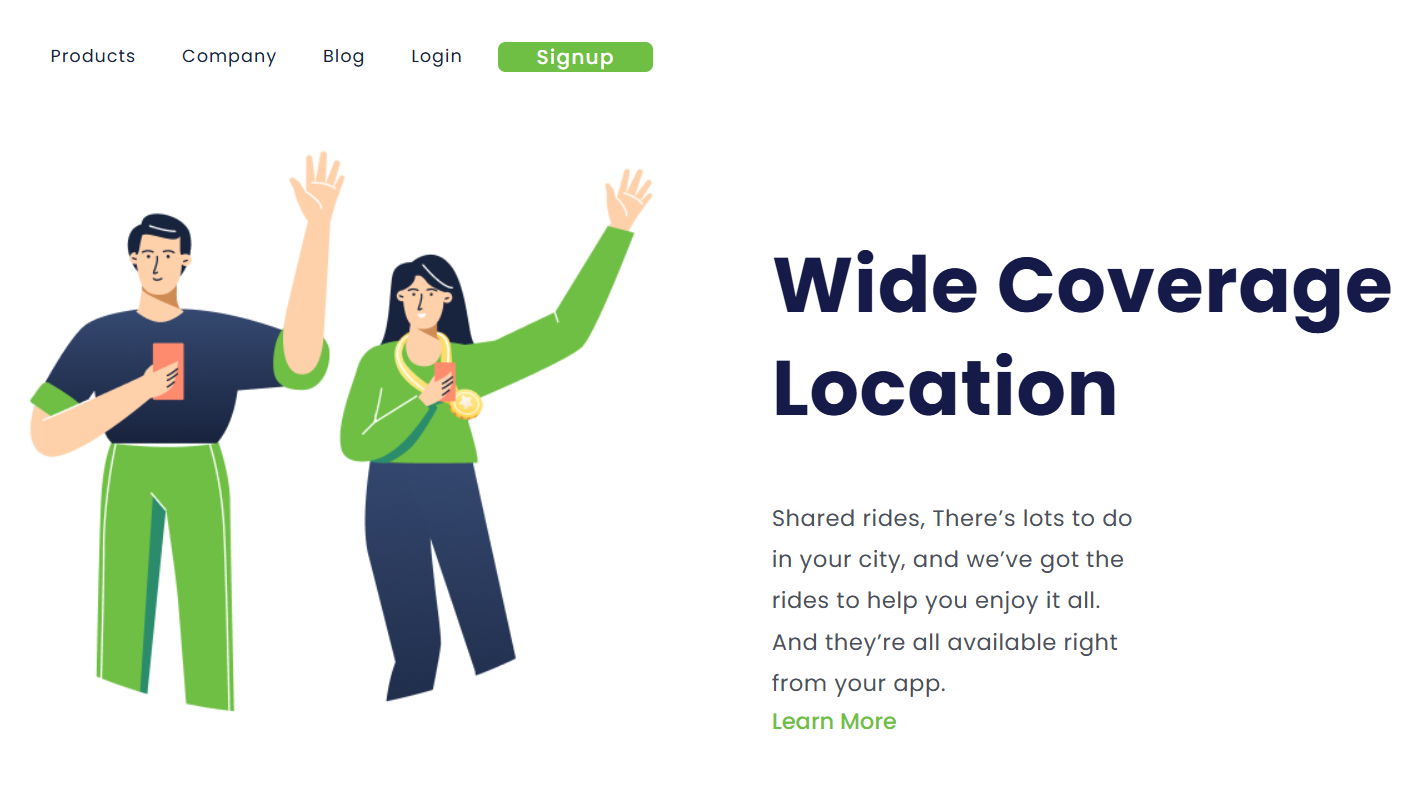 Products Company Blog Login Signup
Wide Coverage
Location
Shared rides, There’s lots to do
in your city, and we’ve got the
rides to help you enjoy it all.
And they’re all available right
from your app.
Learn More